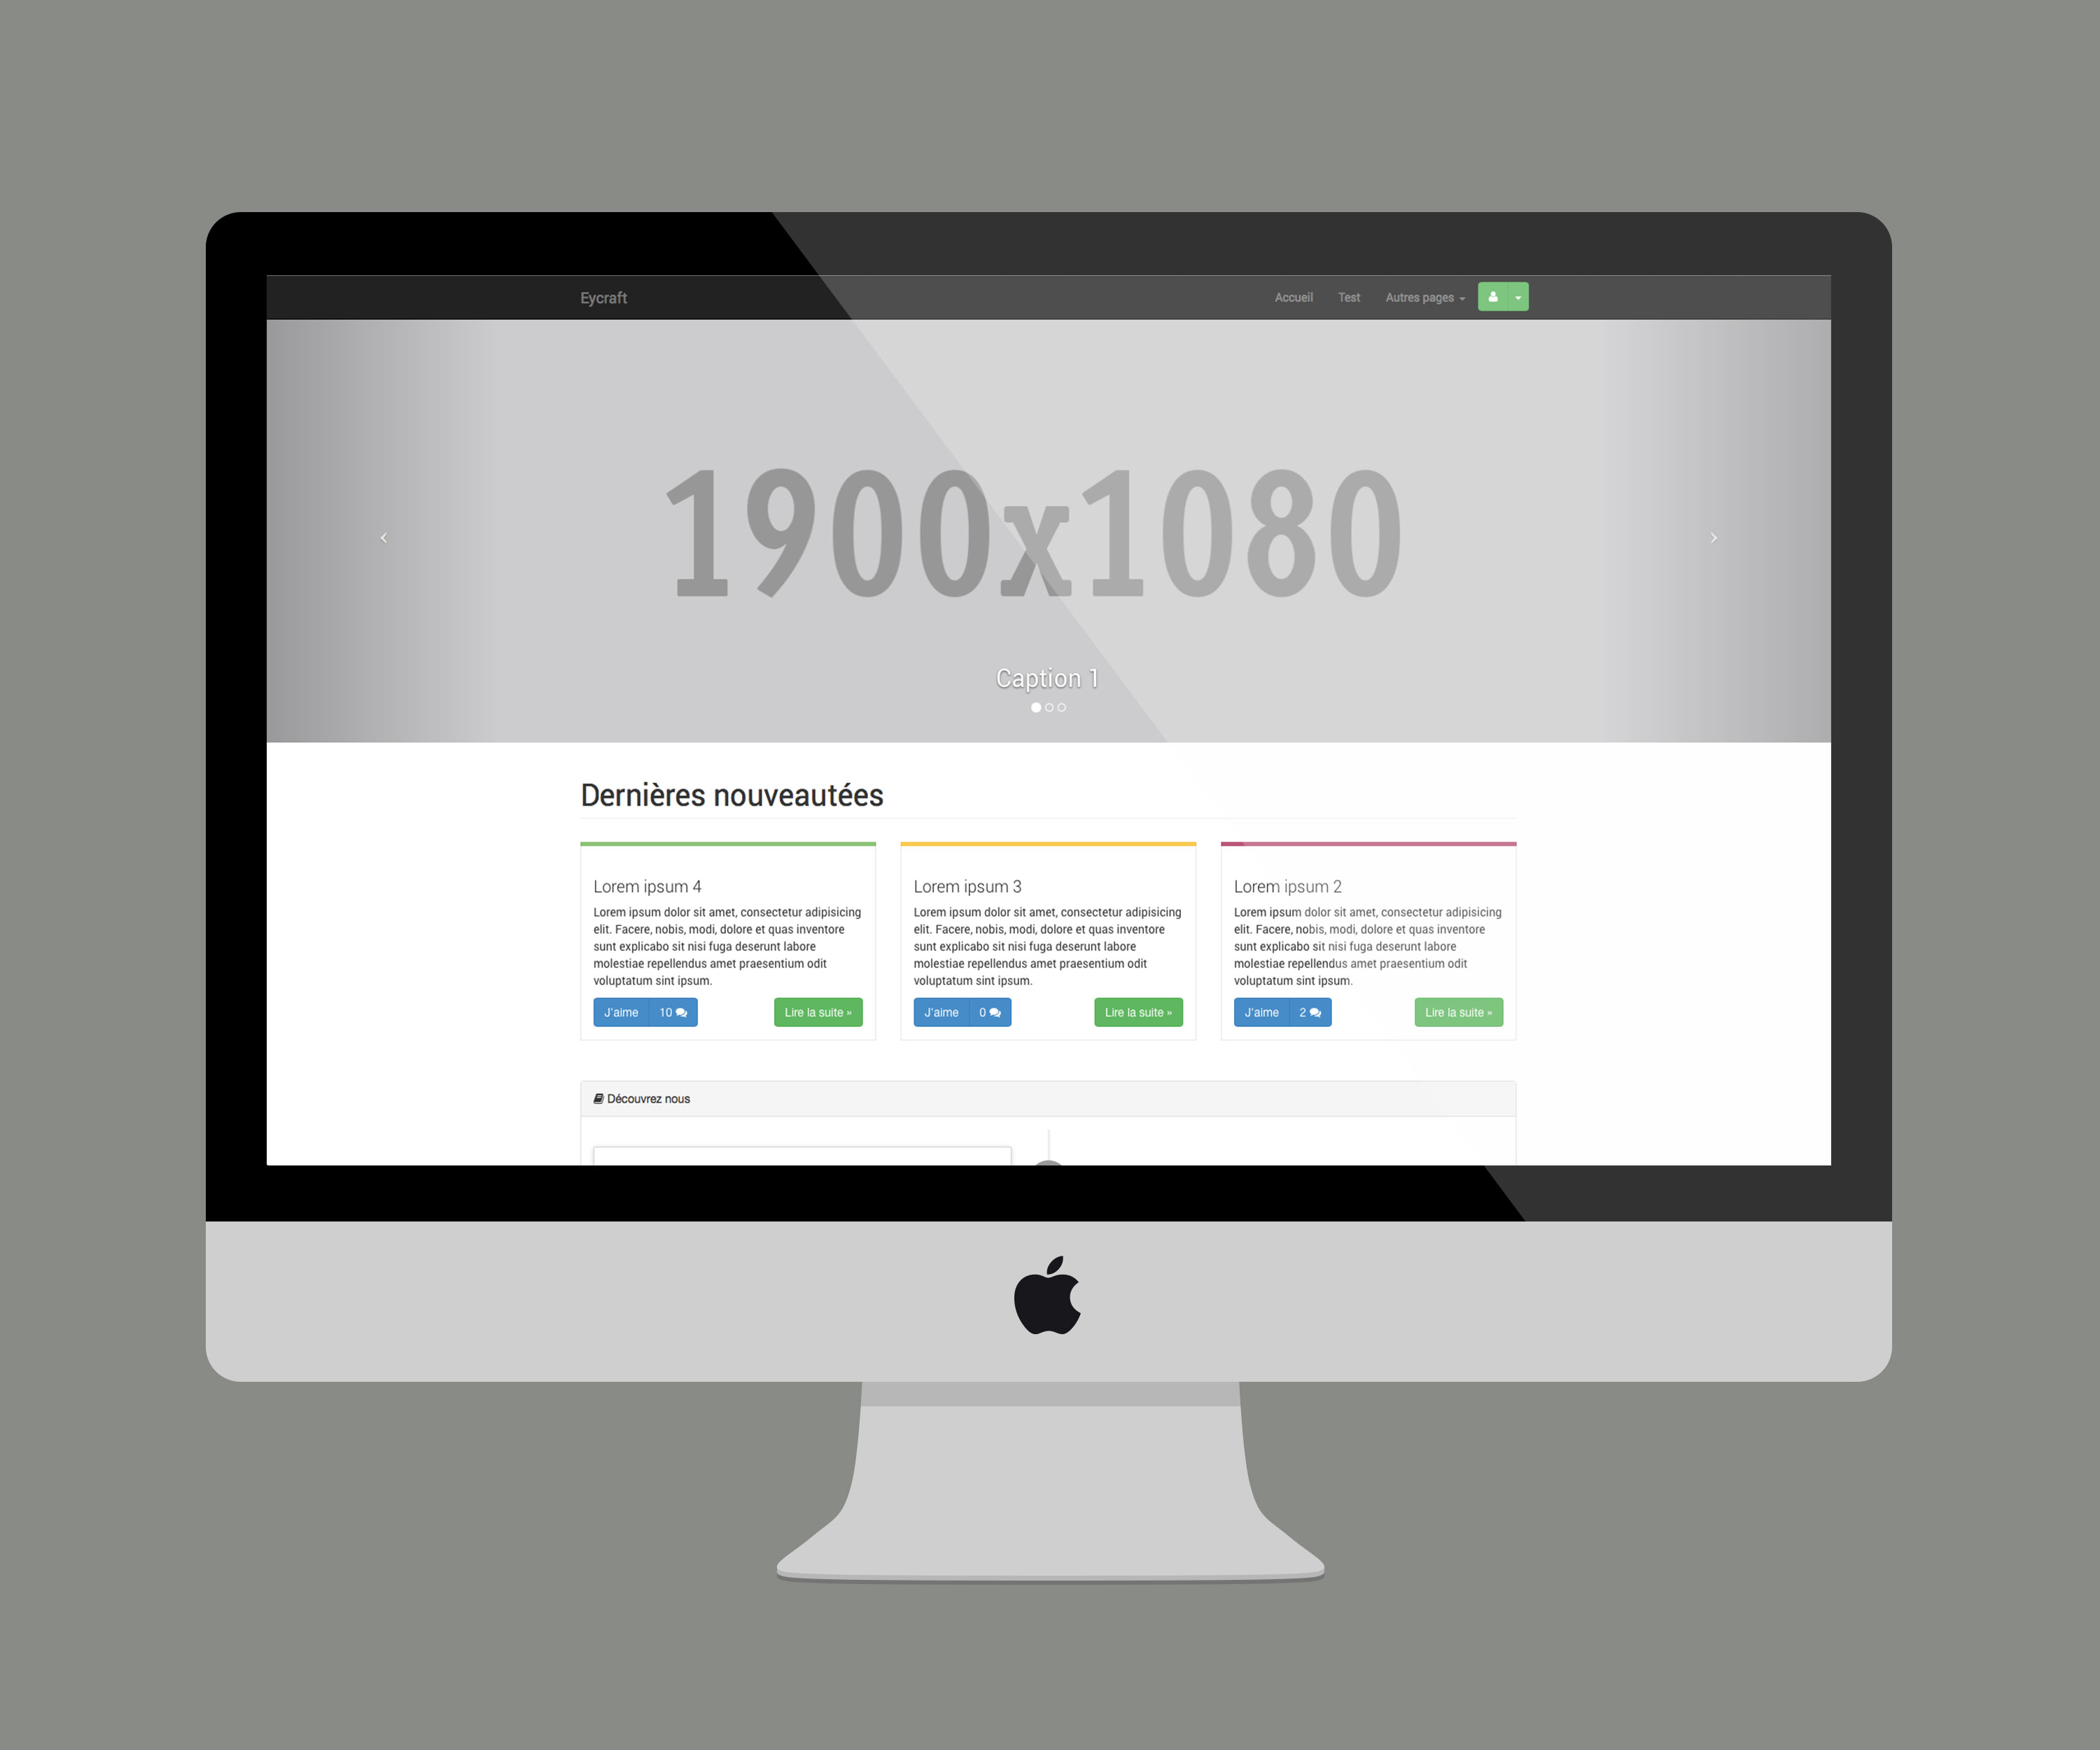 Eycraft Accueil Test Autres pages
1900x1080
Caption 1
Dernières nouveautées
Lorem ipsum 4
Lorem ipsum dolor sit amet, consectetur adipisicing
elit. Facere, nobis, modi, dolore et quas inventore
sunt explicabo sit nisi fuga deserunt labore
molestiae repellendus amet praesentium odit
voluptatum sint ipsum.
J'aime 10 Lire la suite »
Lorem ipsum 3
Lorem ipsum dolor sit amet, consectetur adipisicing
elit. Facere, nobis, modi, dolore et quas inventore
sunt explicabo sit nisi fuga deserunt labore
molestiae repellendus amet praesentium odit
voluptatum sint ipsum.
J'aime 0 Lire la suite »
Lorem ipsum 2
Lorem ipsum dolor sit amet, consectetur adipisicing
elit. Facere, nobis, modi, dolore et quas inventore
sunt explicabo sit nisi fuga deserunt labore
molestiae repellendus amet praesentium odit
voluptatum sint ipsum.
J'aime 2 Lire la suite »
Découvrez nous